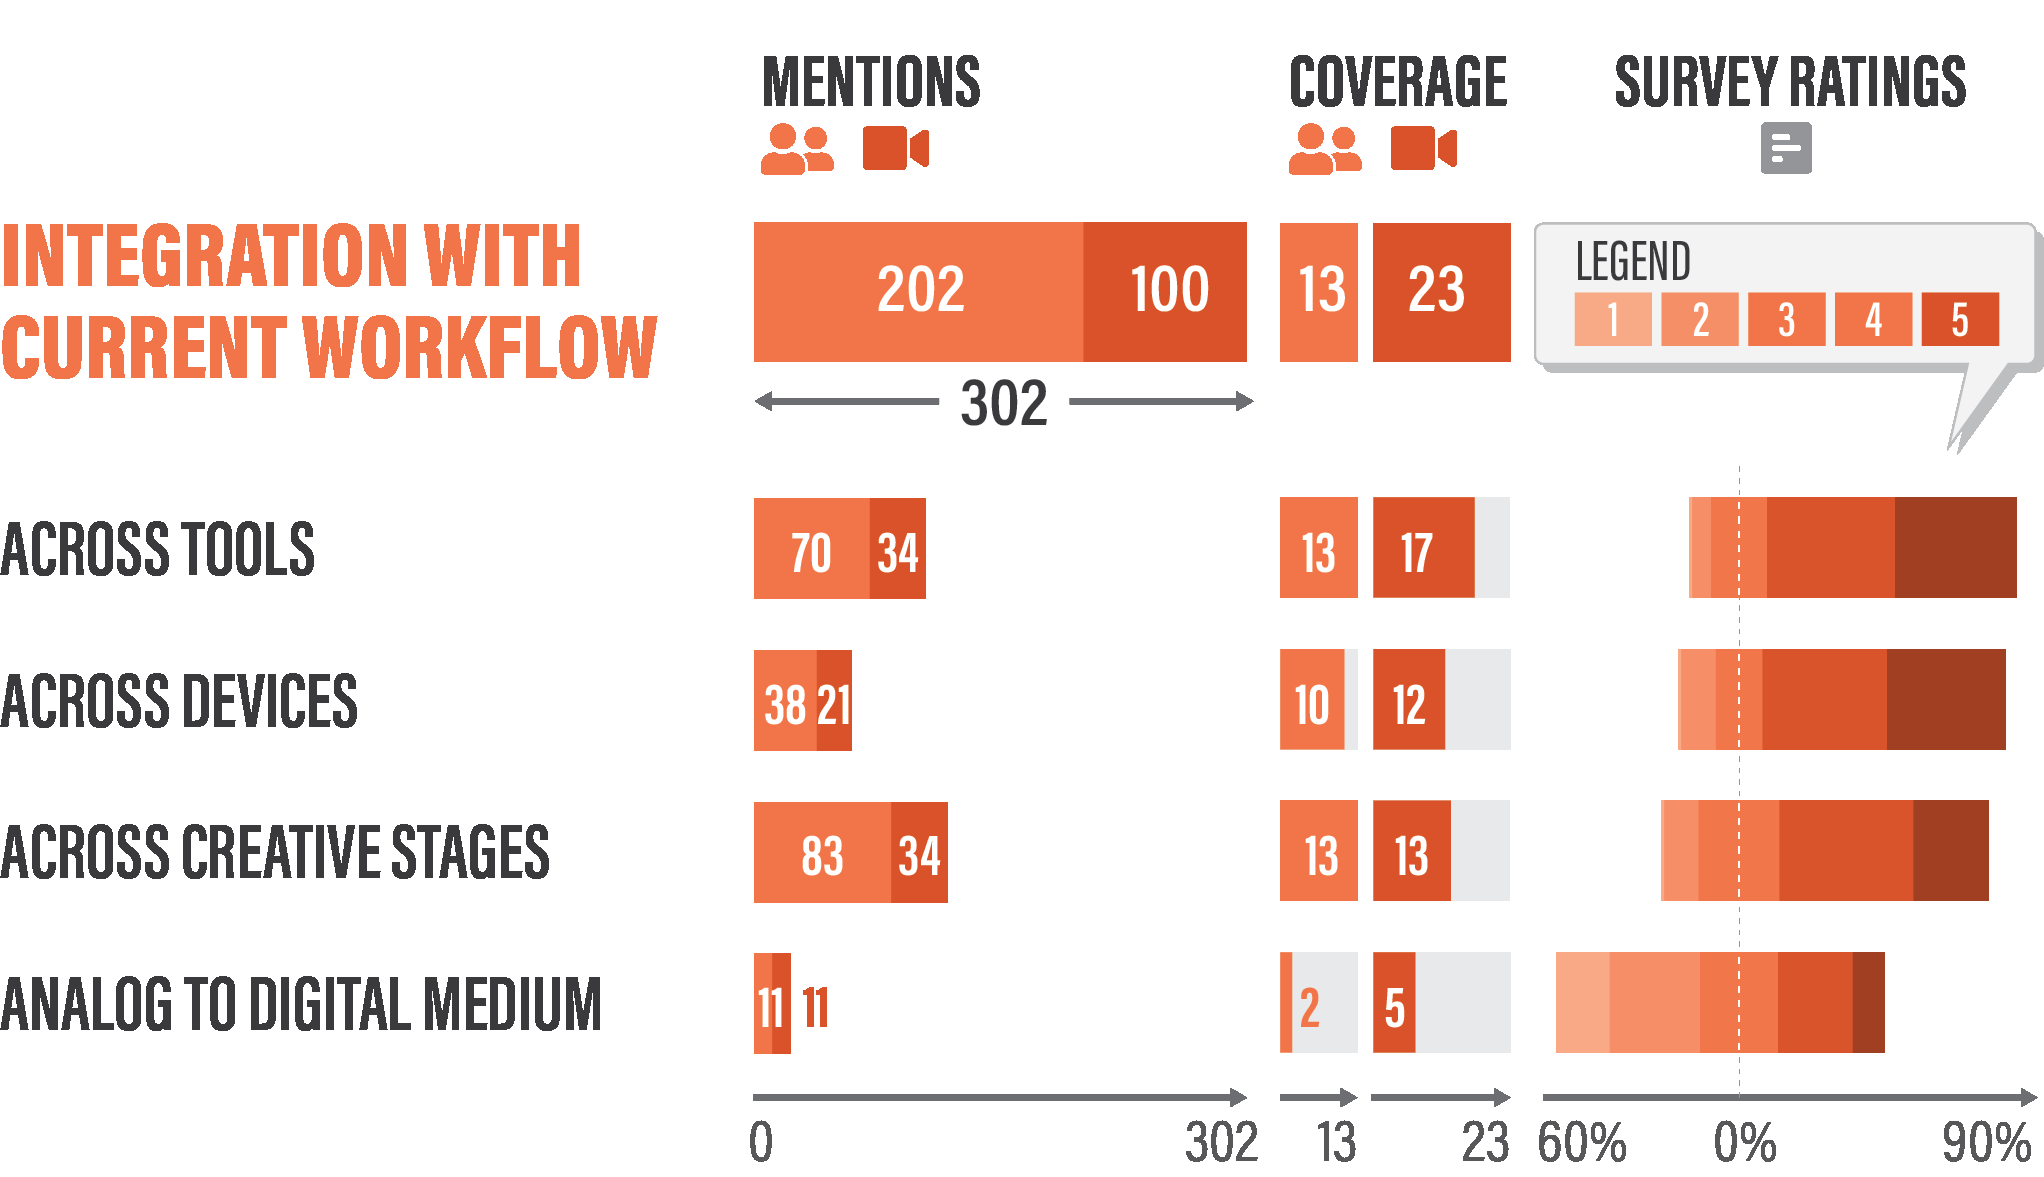 MENTIONS COVERAGE SURVEY RATINGS
INTEGRATION WITH
CURRENT WORKFLOW
202 100 13 23
LEGEND
1 2 3 4 5
302
ACROSS TOOLS 70 34 13 17
ACROSS DEVICES 38 21 10 12
ACROSS CREATIVE STAGES 83 34 13 13
ANALOG TO DIGITAL MEDIUM 11 11 2 5
0 302 13 23 60% 0% 90%